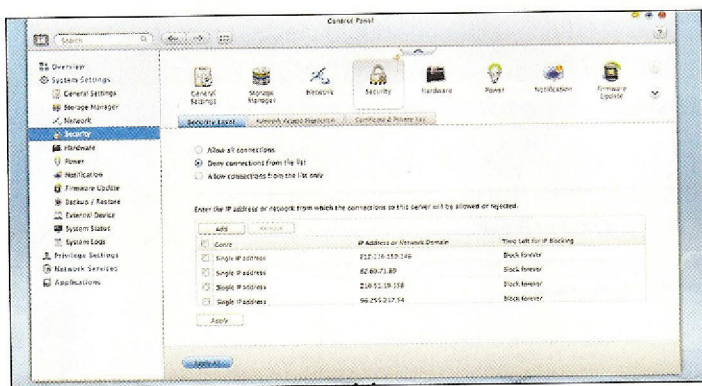 Control Panel
Search
Overview
System Settings
General Settings
Storage Manager
Network
Security
Hardware
Power
Notification
Firmware Update
Backup / Restore
External Device
System Status
System Logs
Privilege Settings
Network Services
Applications
General Settings
Storage Manager
Network
Security
Hardware
Power
Notification
Firmware Update
Security Level
Network Access Protection
Certificate & Private Key
Allow all connections
Deny connections from the list
Allow connections from the list only
Enter the IP address or network from which the connections to this server will be allowed or rejected.
Add
Remove
Genre
IP Address or Network Domain
Time Left for IP Blocking
Single IP address
Block forever
Single IP address
Block forever
Single IP address
Block forever
Single IP address
Block forever
Apply
Apply All